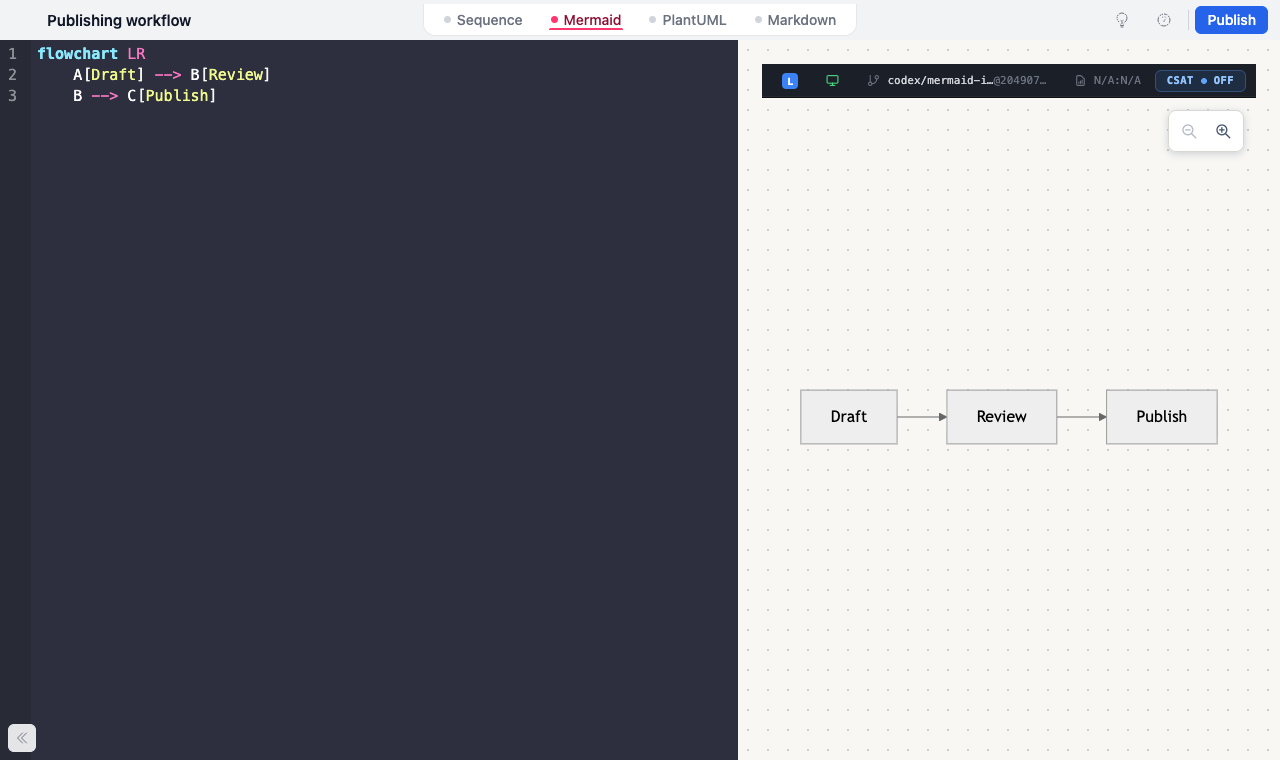 Publishing workflow
Sequence
Mermaid
PlantUML
Markdown
Publish
1 flowchart LR
2 A[Draft] --> B[Review]
3 B --> C[Publish]
L
codex/mermaid-i…@204907…
N/A:N/A
CSAT ● OFF
Draft
Review
Publish